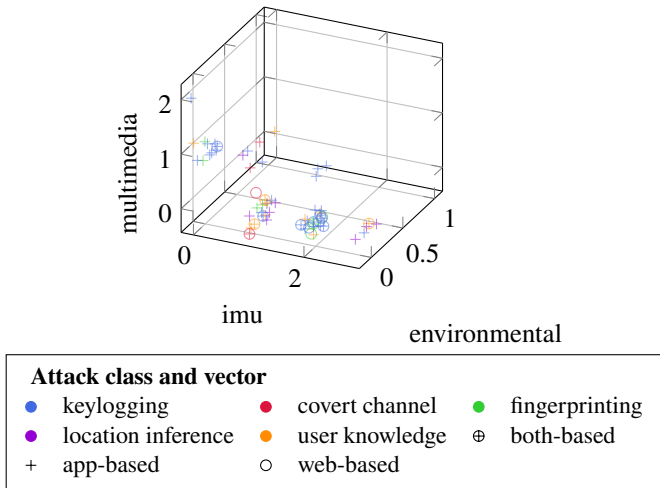 2
1
0
multimedia
0
2
imu
0
0.5
1
environmental
Attack class and vector
keylogging covert channel fingerprinting
location inference user knowledge both-based
app-based web-based